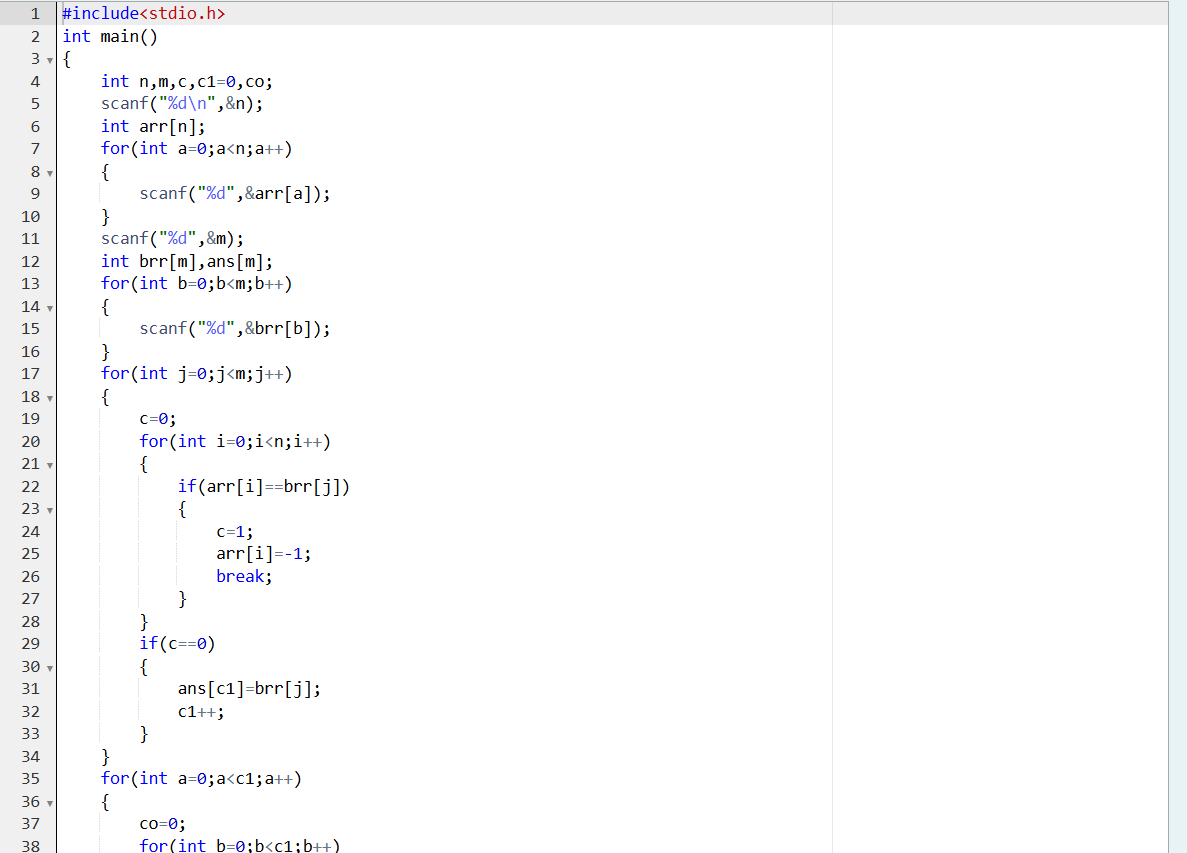 1 #include<stdio.h>
2 int main()
3 {
4     int n,m,c,c1=0,co;
5     scanf("%d\n",&n);
6     int arr[n];
7     for(int a=0;a<n;a++)
8     {
9         scanf("%d",&arr[a]);
10     }
11     scanf("%d",&m);
12     int brr[m],ans[m];
13     for(int b=0;b<m;b++)
14     {
15         scanf("%d",&brr[b]);
16     }
17     for(int j=0;j<m;j++)
18     {
19         c=0;
20         for(int i=0;i<n;i++)
21         {
22             if(arr[i]==brr[j])
23             {
24                 c=1;
25                 arr[i]=-1;
26                 break;
27             }
28         }
29         if(c==0)
30         {
31             ans[c1]=brr[j];
32             c1++;
33         }
34     }
35     for(int a=0;a<c1;a++)
36     {
37         co=0;
38         for(int b=0;b<c1;b++)